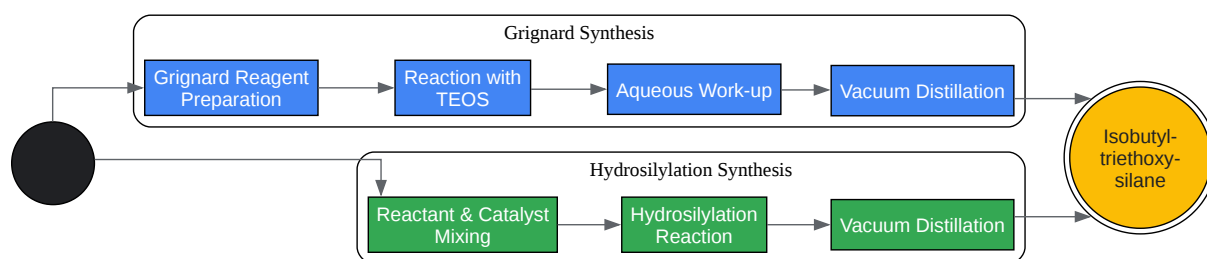 Grignard Synthesis
Grignard Reagent
Preparation
Reaction with
TEOS
Aqueous Work-up
Vacuum Distillation
Isobutyl-
triethoxy-
silane
Hydrosilylation Synthesis
Reactant & Catalyst
Mixing
Hydrosilylation
Reaction
Vacuum Distillation